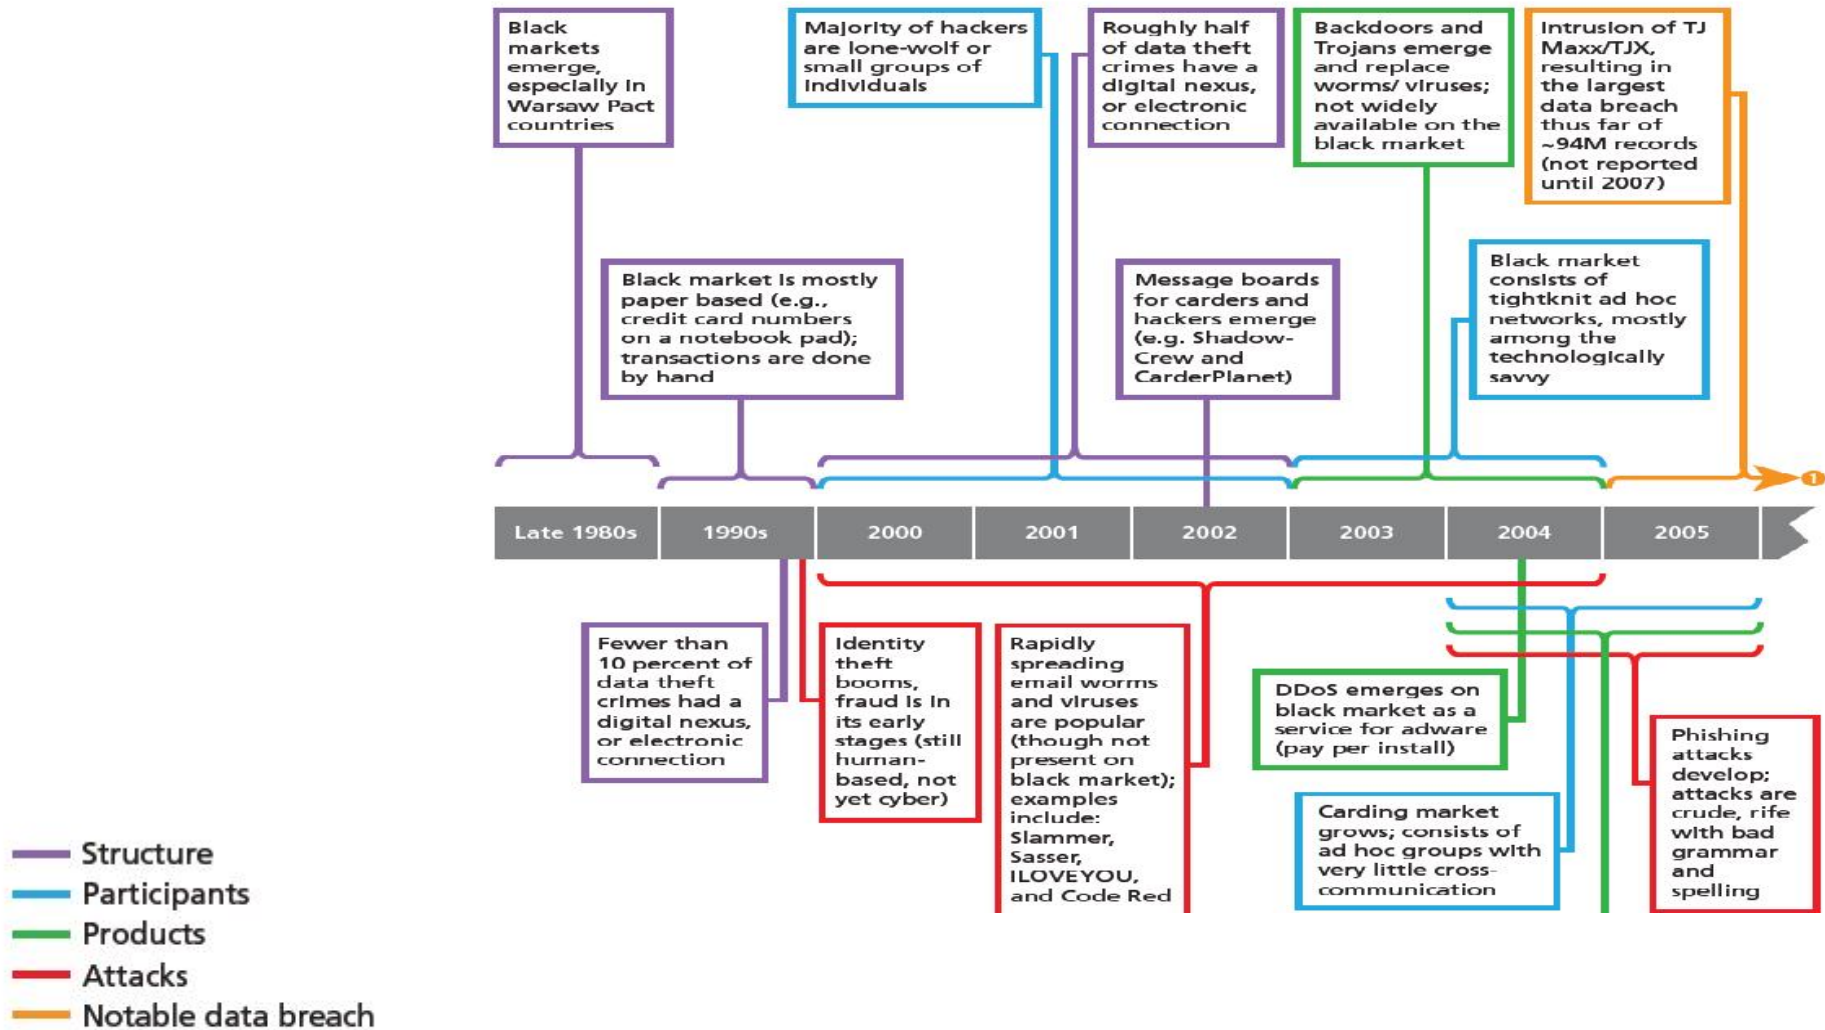 Black
markets
emerge,
especially in
Warsaw Pact
countries
Majority of hackers
are lone-wolf or
small groups of
individuals
Roughly half
of data theft
crimes have a
digital nexus,
or electronic
connection
Backdoors and
Trojans emerge
and replace
worms/ viruses;
not widely
available on the
black market
Intrusion of TJ
Maxx/TJX,
resulting in
the largest
data breach
thus far of
~94M records
(not reported
until 2007)
Black market is mostly
paper based (e.g.,
credit card numbers
on a notebook pad);
transactions are done
by hand
Message boards
for carders and
hackers emerge
(e.g. Shadow-
Crew and
CarderPlanet)
Black market
consists of
tightknit ad hoc
networks, mostly
among the
technologically
savvy
1
Late 1980s
1990s
2000
2001
2002
2003
2004
2005
Fewer than
10 percent of
data theft
crimes had a
digital nexus,
or electronic
connection
Identity
theft
booms,
fraud is in
its early
stages (still
human-
based, not
yet cyber)
Rapidly
spreading
email worms
and viruses
are popular
(though not
present on
black market);
examples
include:
Slammer,
Sasser,
ILOVEYOU,
and Code Red
DDoS emerges on
black market as a
service for adware
(pay per install)
Carding market
grows; consists of
ad hoc groups with
very little cross-
communication
Phishing
attacks
develop;
attacks are
crude, rife
with bad
grammar
and
spelling
Structure
Participants
Products
Attacks
Notable data breach